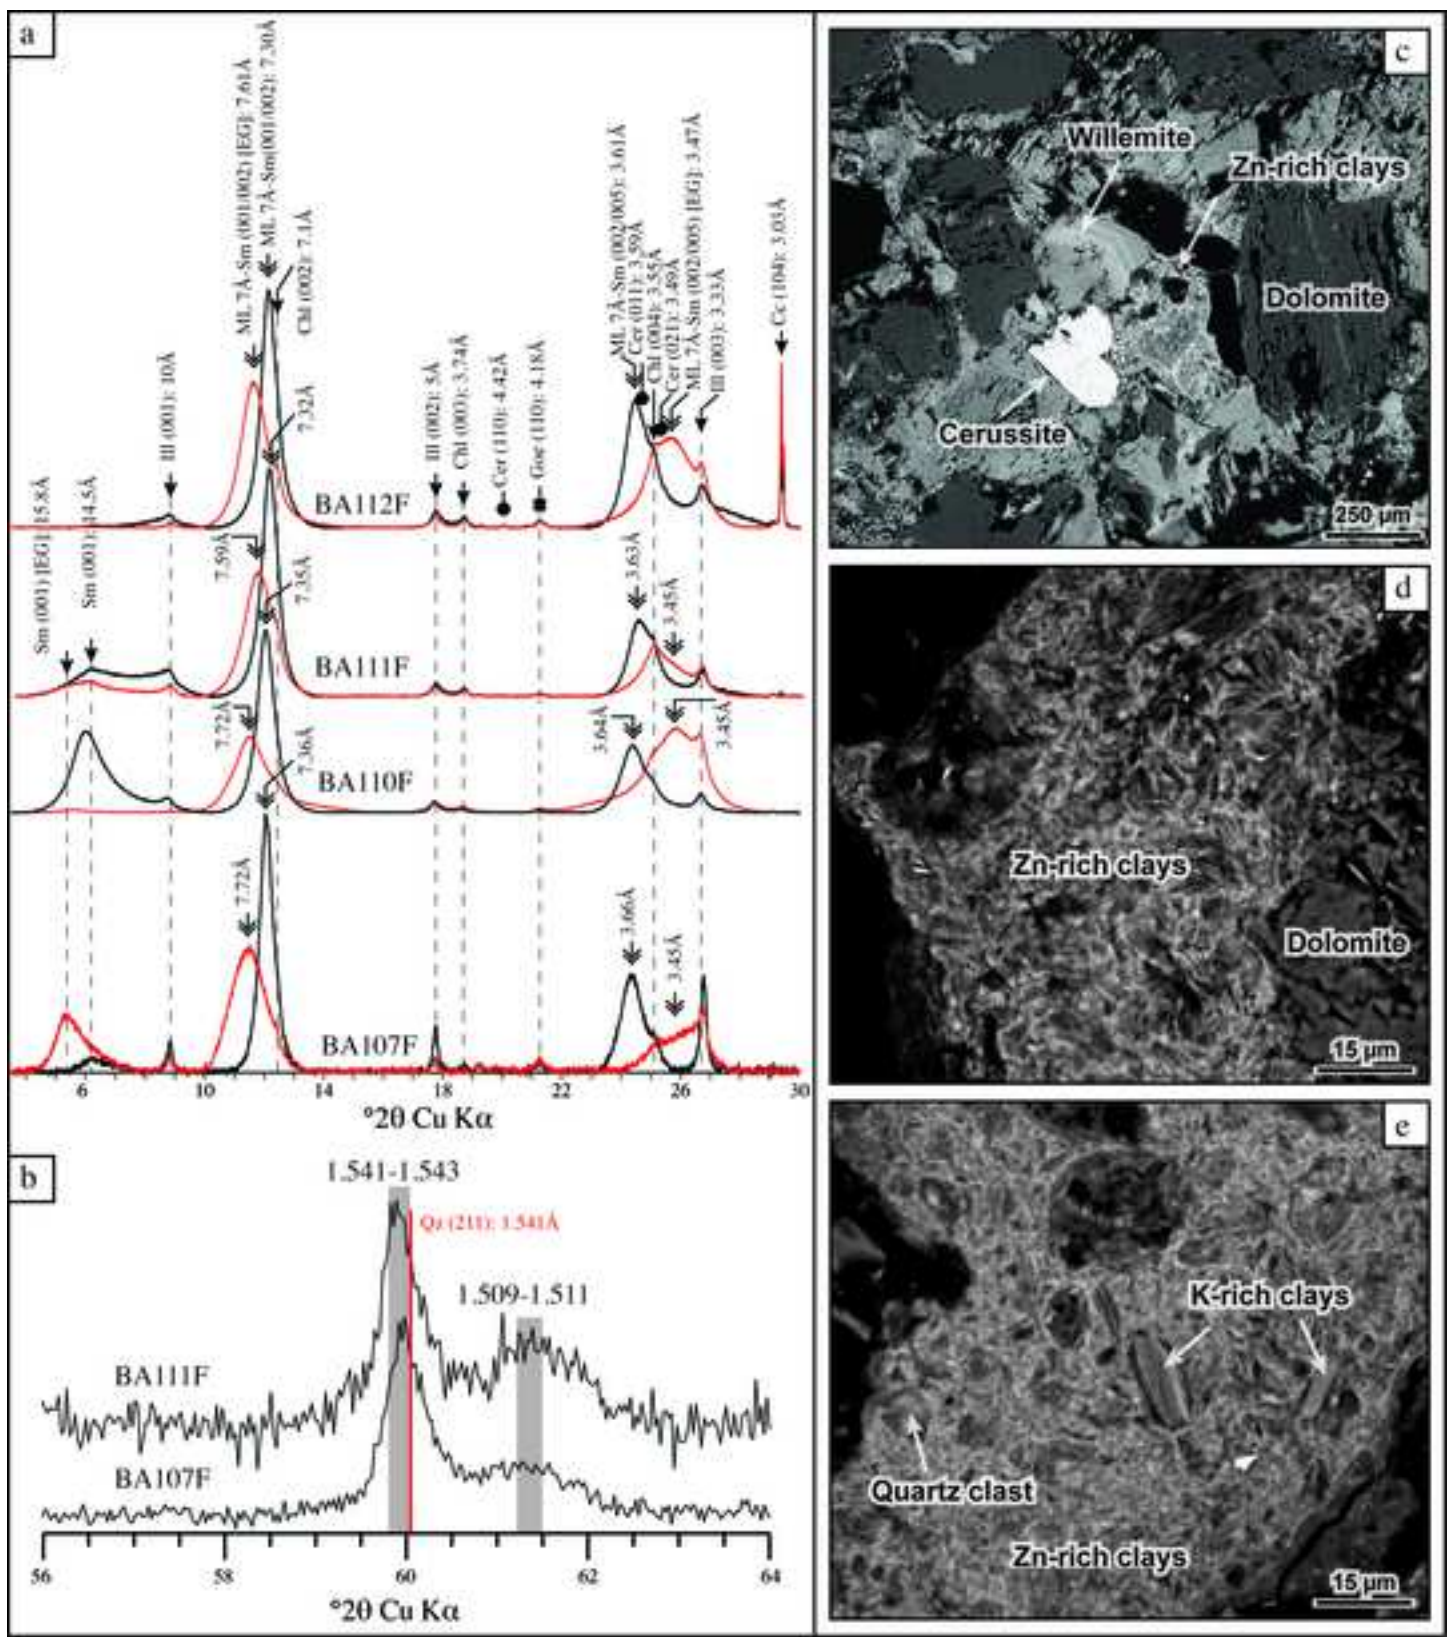 a
ML 7Å-Sm (001/002) [EG]: 7.61Å
ML 7Å-Sm(001/002): 7.30Å
Chl (002): 7.1Å
Ill (001): 10Å
7.32Å
Ill (002): 5Å
Chl (003): 3.74Å
Cer (110): 4.42Å
Goe (110): 4.18Å
ML 7Å-Sm (002/005): 3.61Å
Cer (011): 3.59Å
Chl (004): 3.55Å
Cer (021): 3.49Å
ML 7Å-Sm (002/005) [EG]: 3.47Å
Ill (003): 3.33Å
Cc (104): 3.03Å
BA112F
Sm (001) [EG]: 15.8Å
Sm (001): 14.5Å
7.59Å
7.35Å
3.63Å
3.45Å
BA111F
7.72Å
7.36Å
3.64Å
3.45Å
BA110F
7.72Å
3.66Å
3.45Å
BA107F
6 10 14 18 22 26 30
°2θ Cu Kα
b
1.541-1.543
Qz (211): 1.541Å
1.509-1.511
BA111F
BA107F
56 58 60 62 64
°2θ Cu Kα
c
Willemite
Zn-rich clays
Dolomite
Cerussite
250 µm
d
Zn-rich clays
Dolomite
15 µm
e
K-rich clays
Quartz clast
Zn-rich clays
15 µm